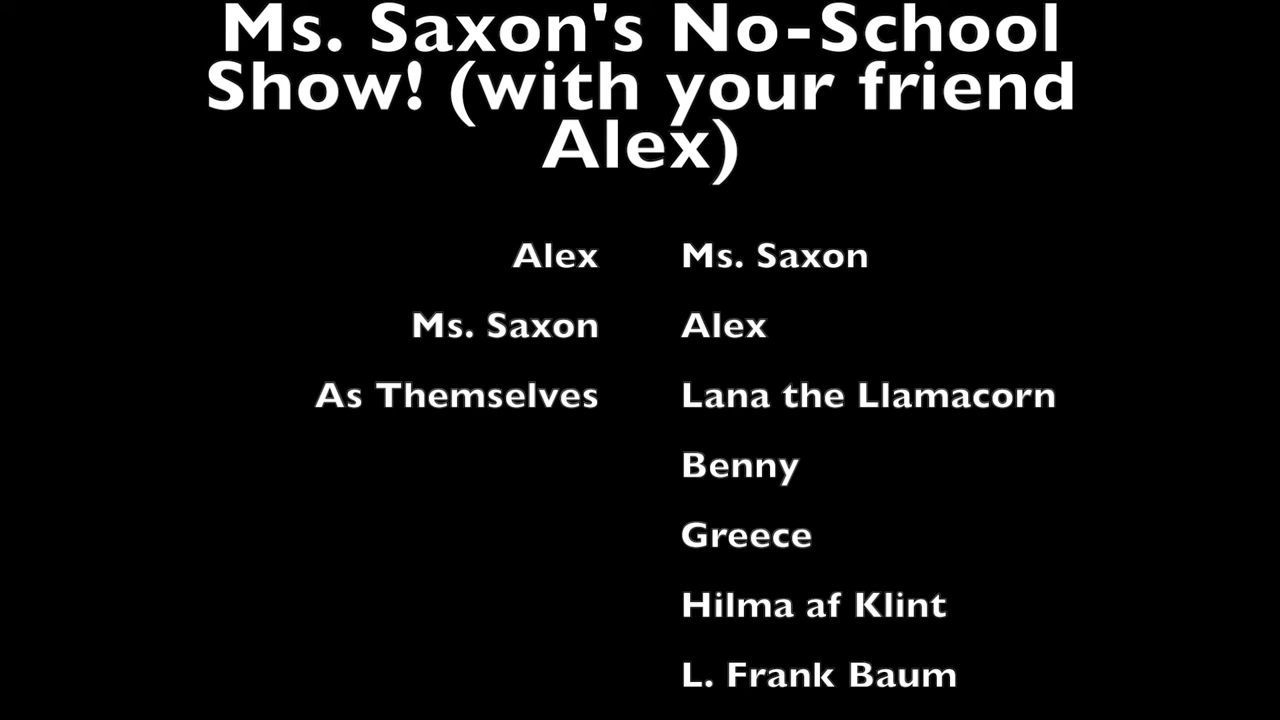 Ms. Saxon's No-School
Show! (with your friend
Alex)
Alex Ms. Saxon
Ms. Saxon Alex
As Themselves Lana the Llamacorn
Benny
Greece
Hilma af Klint
L. Frank Baum